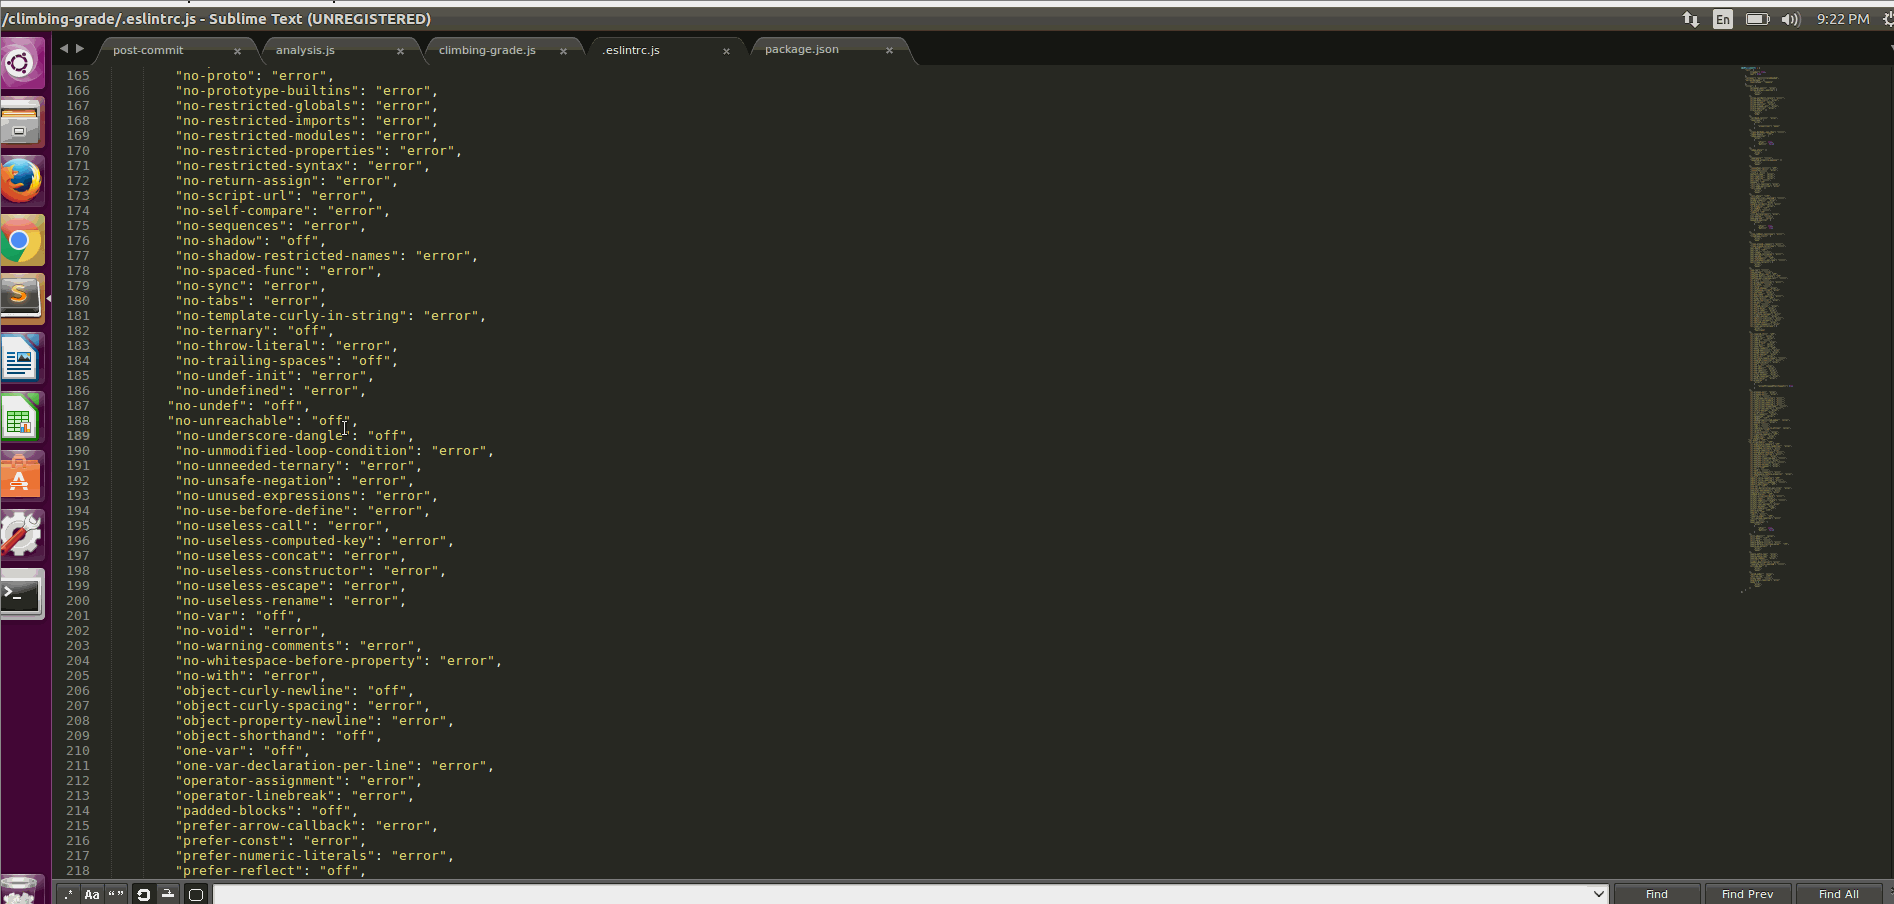 /climbing-grade/.eslintrc.js - Sublime Text (UNREGISTERED)
En
9:22 PM
post-commit
analysis.js
climbing-grade.js
.eslintrc.js
package.json
165 "no-proto": "error",
166 "no-prototype-builtins": "error",
167 "no-restricted-globals": "error",
168 "no-restricted-imports": "error",
169 "no-restricted-modules": "error",
170 "no-restricted-properties": "error",
171 "no-restricted-syntax": "error",
172 "no-return-assign": "error",
173 "no-script-url": "error",
174 "no-self-compare": "error",
175 "no-sequences": "error",
176 "no-shadow": "off",
177 "no-shadow-restricted-names": "error",
178 "no-spaced-func": "error",
179 "no-sync": "error",
180 "no-tabs": "error",
181 "no-template-curly-in-string": "error",
182 "no-ternary": "off",
183 "no-throw-literal": "error",
184 "no-trailing-spaces": "off",
185 "no-undef-init": "error",
186 "no-undefined": "error",
187 "no-undef": "off",
188 "no-unreachable": "off",
189 "no-underscore-dangle": "off",
190 "no-unmodified-loop-condition": "error",
191 "no-unneeded-ternary": "error",
192 "no-unsafe-negation": "error",
193 "no-unused-expressions": "error",
194 "no-use-before-define": "error",
195 "no-useless-call": "error",
196 "no-useless-computed-key": "error",
197 "no-useless-concat": "error",
198 "no-useless-constructor": "error",
199 "no-useless-escape": "error",
200 "no-useless-rename": "error",
201 "no-var": "off",
202 "no-void": "error",
203 "no-warning-comments": "error",
204 "no-whitespace-before-property": "error",
205 "no-with": "error",
206 "object-curly-newline": "off",
207 "object-curly-spacing": "error",
208 "object-property-newline": "error",
209 "object-shorthand": "off",
210 "one-var": "off",
211 "one-var-declaration-per-line": "error",
212 "operator-assignment": "error",
213 "operator-linebreak": "error",
214 "padded-blocks": "off",
215 "prefer-arrow-callback": "error",
216 "prefer-const": "error",
217 "prefer-numeric-literals": "error",
218 "prefer-reflect": "off",
.* Aa “”
Find
Find Prev
Find All